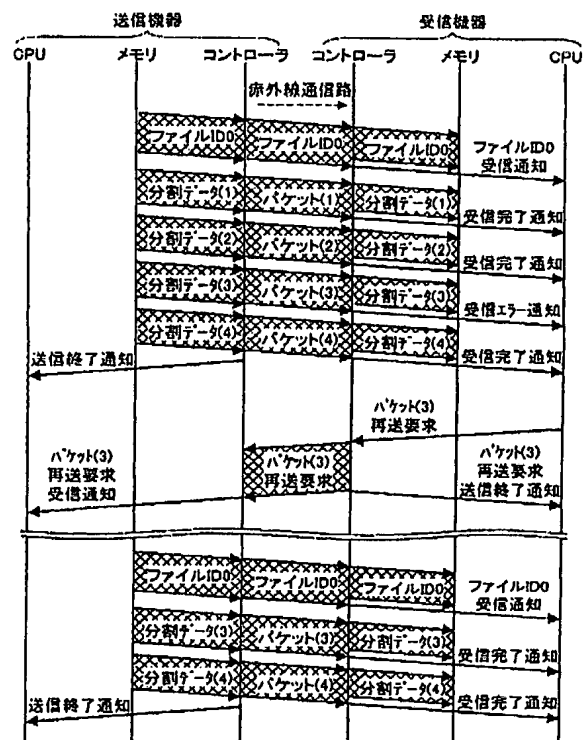 送信機器 受信機器
CPU メモリ コントローラ コントローラ メモリ CPU
赤外線通信路
ファイルID0 ファイルID0 ファイルID0 ファイルID0
受信通知
分割データ(1) パケット(1) 分割データ(1) 受信完了通知
分割データ(2) パケット(2) 分割データ(2) 受信完了通知
分割データ(3) パケット(3) 分割データ(3) 受信エラー通知
分割データ(4) パケット(4) 分割データ(4) 受信完了通知
送信終了通知
パケット(3)
再送要求
パケット(3) パケット(3) パケット(3)
再送要求 再送要求 再送要求
受信通知 送信終了通知
ファイルID0 ファイルID0 ファイルID0 ファイルID0
受信通知
分割データ(3) パケット(3) 分割データ(3) 受信完了通知
分割データ(4) パケット(4) 分割データ(4) 受信完了通知
送信終了通知